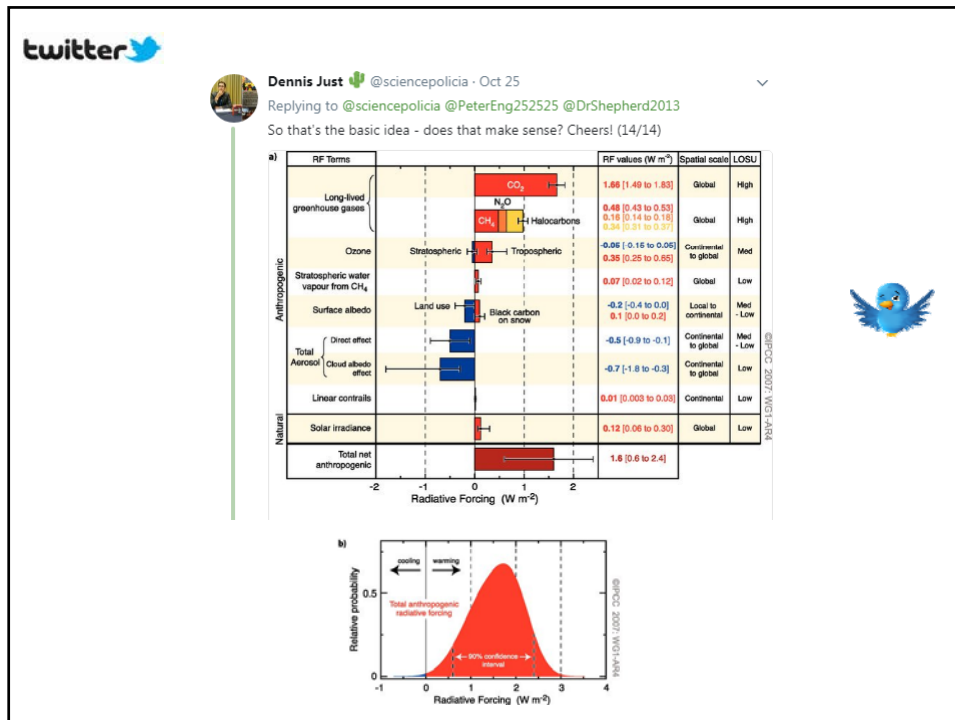 twitter
Dennis Just 🌵 @sciencepolicia · Oct 25
Replying to @sciencepolicia @PeterEng252525 @DrShepherd2013
So that's the basic idea - does that make sense? Cheers! (14/14)
a)
RF Terms
RF values (W m⁻²)
Spatial scale
LOSU
Anthropogenic
Long-lived
greenhouse gases
CO₂
1.66 [1.49 to 1.83]
Global
High
N₂O
CH₄
Halocarbons
0.48 [0.43 to 0.53]
0.16 [0.14 to 0.18]
0.34 [0.31 to 0.37]
Global
High
Ozone
Stratospheric
Tropospheric
-0.05 [-0.15 to 0.05]
0.35 [0.25 to 0.65]
Continental
to global
Med
Stratospheric water
vapour from CH₄
0.07 [0.02 to 0.12]
Global
Low
Surface albedo
Land use
Black carbon
on snow
-0.2 [-0.4 to 0.0]
0.1 [0.0 to 0.2]
Local to
continental
Med
- Low
Total
Aerosol
Direct effect
-0.5 [-0.9 to -0.1]
Continental
to global
Med
- Low
Cloud albedo
effect
-0.7 [-1.8 to -0.3]
Continental
to global
Low
Linear contrails
0.01 [0.003 to 0.03]
Continental
Low
Natural
Solar irradiance
0.12 [0.06 to 0.30]
Global
Low
Total net
anthropogenic
1.6 [0.6 to 2.4]
-2 -1 0 1 2
Radiative Forcing (W m⁻²)
©IPCC 2007: WG1-AR4
b)
cooling
warming
Total anthropogenic
radiative forcing
90% confidence
interval
Relative probability
0.5
0
-1 0 1 2 3 4
Radiative Forcing (W m⁻²)
©IPCC 2007: WG1-AR4